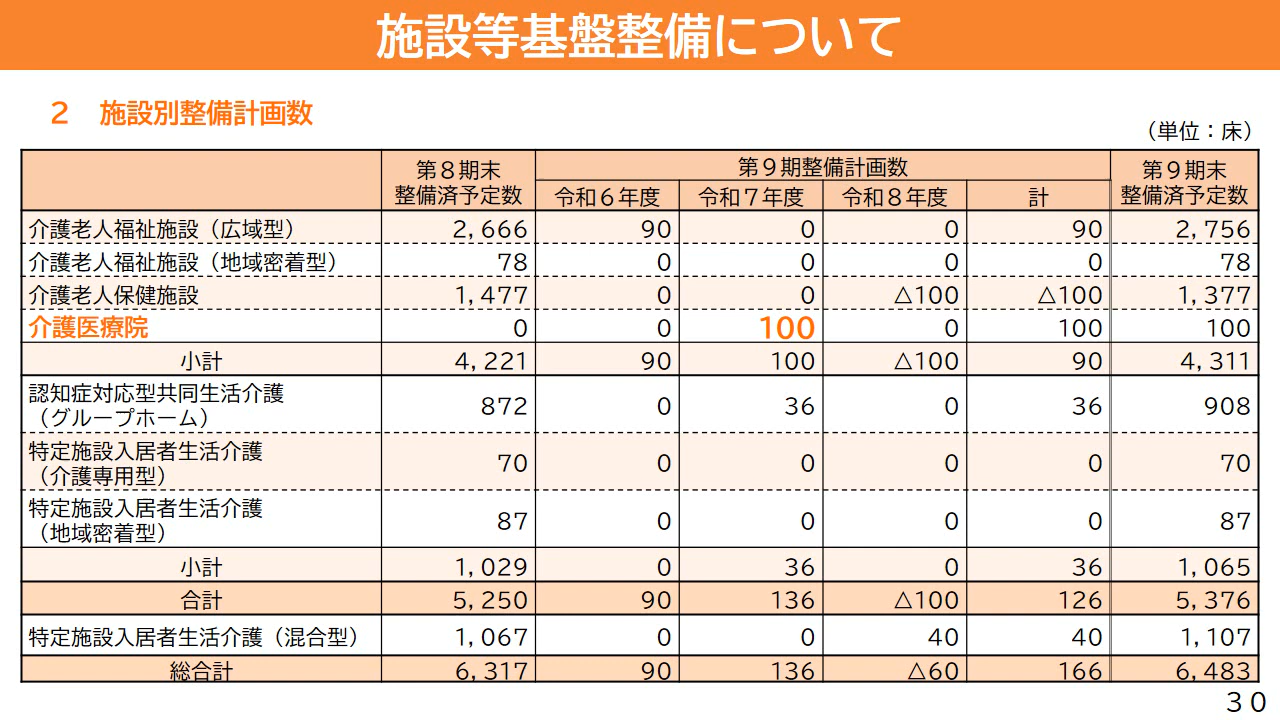 施設等基盤整備について
２　施設別整備計画数
（単位：床）
第８期末 整備済予定数 第９期整備計画数 第９期末 整備済予定数
令和６年度 令和７年度 令和８年度 計
介護老人福祉施設（広域型） 2,666 90 0 0 90 2,756
介護老人福祉施設（地域密着型） 78 0 0 0 0 78
介護老人保健施設 1,477 0 0 △100 △100 1,377
介護医療院 0 0 100 0 100 100
小計 4,221 90 100 △100 90 4,311
認知症対応型共同生活介護
（グループホーム） 872 0 36 0 36 908
特定施設入居者生活介護
（介護専用型） 70 0 0 0 0 70
特定施設入居者生活介護
（地域密着型） 87 0 0 0 0 87
小計 1,029 0 36 0 36 1,065
合計 5,250 90 136 △100 126 5,376
特定施設入居者生活介護（混合型） 1,067 0 0 40 40 1,107
総合計 6,317 90 136 △60 166 6,483
３０